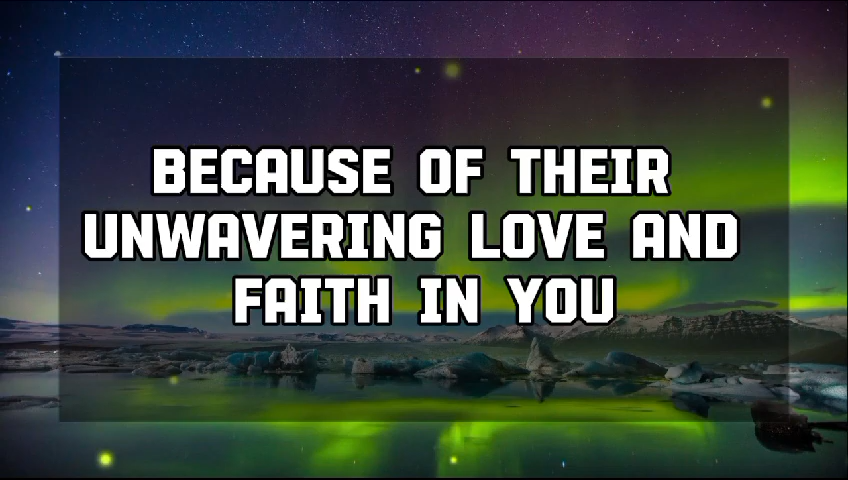 BECAUSE OF THEIR
UNWAVERING LOVE AND
FAITH IN YOU